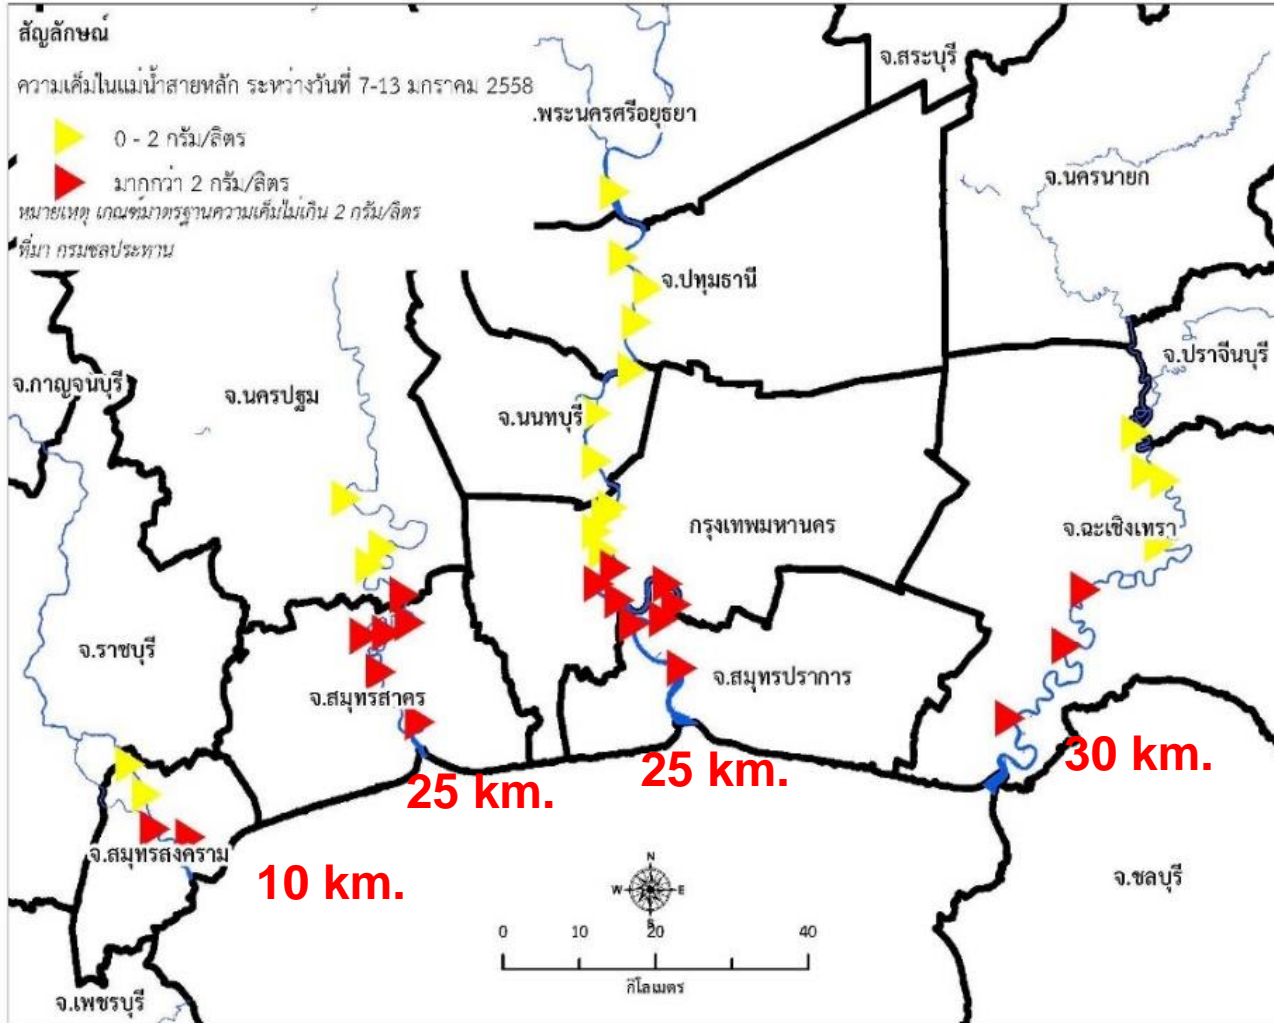 สัญลักษณ์
ความเค็มในแม่น้ำสายหลัก ระหว่างวันที่ 7-13 มกราคม 2558
0 - 2 กรัม/ลิตร
มากกว่า 2 กรัม/ลิตร
หมายเหตุ เกณฑ์มาตรฐานความเค็มไม่เกิน 2 กรัม/ลิตร
ที่มา กรมชลประทาน
จ.สระบุรี
.พระนครศรีอยุธยา
จ.นครนายก
จ.ปทุมธานี
จ.ปราจีนบุรี
จ.กาญจนบุรี
จ.นครปฐม
จ.นนทบุรี
กรุงเทพมหานคร
จ.ฉะเชิงเทรา
จ.ราชบุรี
จ.สมุทรสาคร
จ.สมุทรปราการ
25 km.
25 km.
30 km.
จ.สมุทรสงคราม
10 km.
จ.ชลบุรี
N
W E
S
0 10 20 40
กิโลเมตร
จ.เพชรบุรี